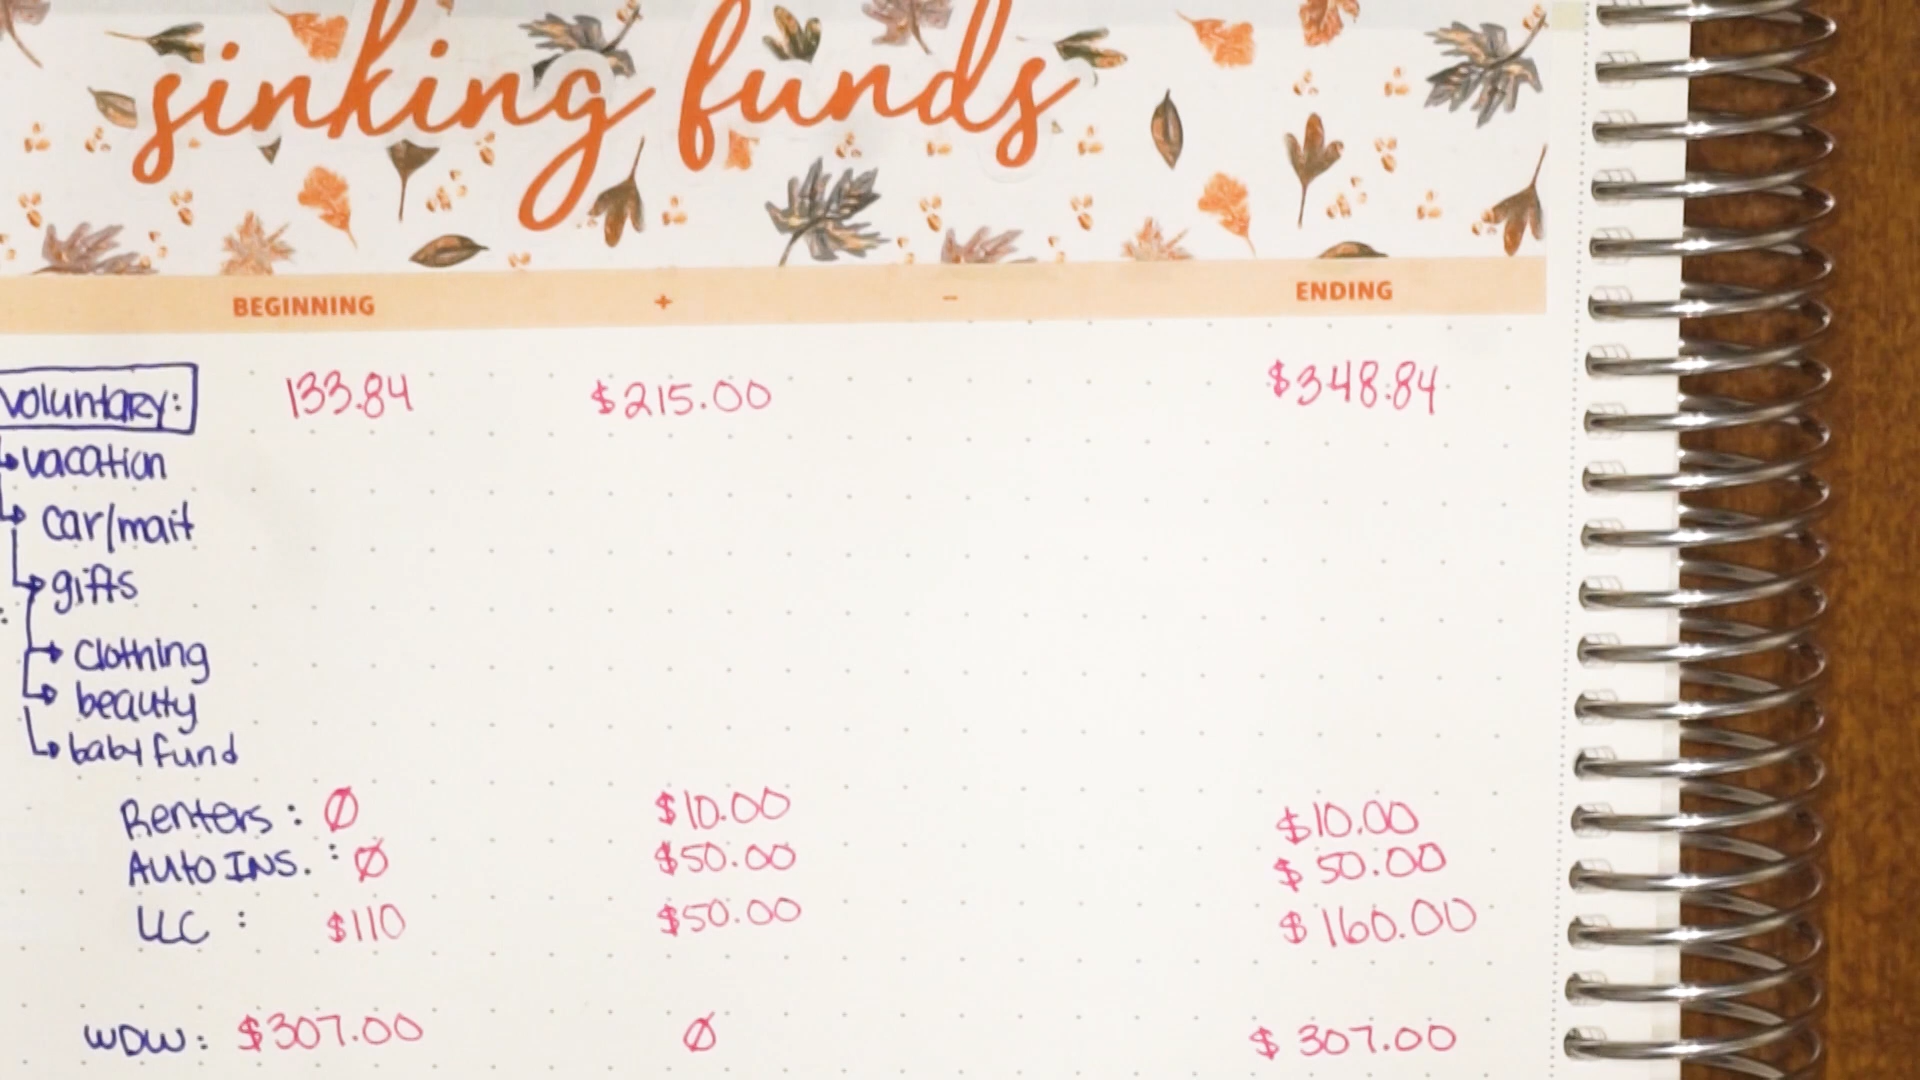 sinking funds
BEGINNING + - ENDING
voluntary: 133.84 $215.00 $348.84
vacation
car/mait
gifts
clothing
beauty
baby fund
Renters: Ø $10.00 $10.00
Auto INS.: Ø $50.00 $50.00
LLC: $110 $50.00 $160.00
WDW: $307.00 Ø $307.00